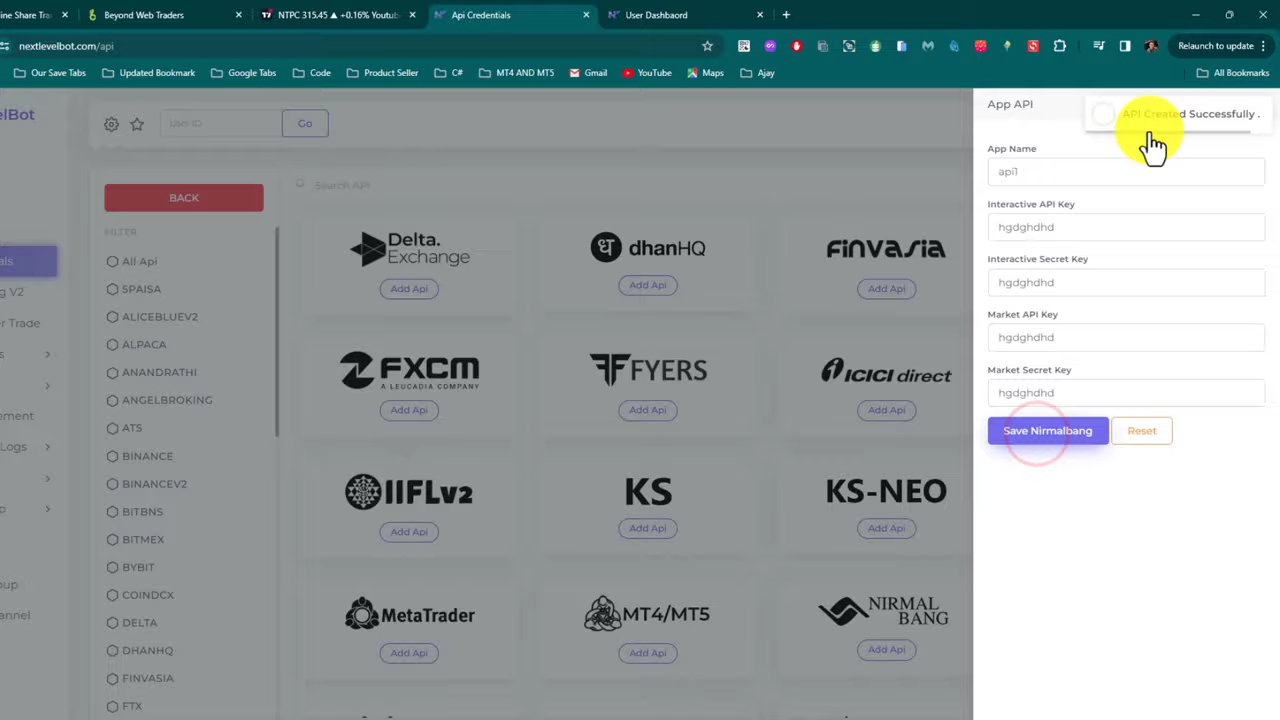 ine Share Tra
Beyond Web Traders
NTPC 315.45 ▲ +0.16% Youtub
Api Credentials
User Dashbaord
nextlevelbot.com/api
Relaunch to update
Our Save Tabs
Updated Bookmark
Google Tabs
Code
Product Seller
C#
MT4 AND MT5
Gmail
YouTube
Maps
Ajay
All Bookmarks
elBot
als
g V2
er Trade
s
ement
Logs
p
oup
annel
User ID
Go
BACK
FILTER
All Api
5PAISA
ALICEBLUEV2
ALPACA
ANANDRATHI
ANGELBROKING
ATS
BINANCE
BINANCEV2
BITBNS
BITMEX
BYBIT
COINDCX
DELTA
DHANHQ
FINVASIA
FTX
Search Api
Delta.
Exchange
Add Api
dhanHQ
Add Api
FINVASIA
Add Api
FXCM
A LEUCADIA COMPANY
Add Api
FYERS
Add Api
ICICI direct
Add Api
IIFLv2
Add Api
KS
Add Api
KS-NEO
Add Api
MetaTrader
Add Api
MT4/MT5
Add Api
NIRMAL
BANG
Add Api
App API
API Created Successfully .
App Name
api1
Interactive API Key
hgdghdhd
Interactive Secret Key
hgdghdhd
Market API Key
hgdghdhd
Market Secret Key
hgdghdhd
Save Nirmalbang
Reset